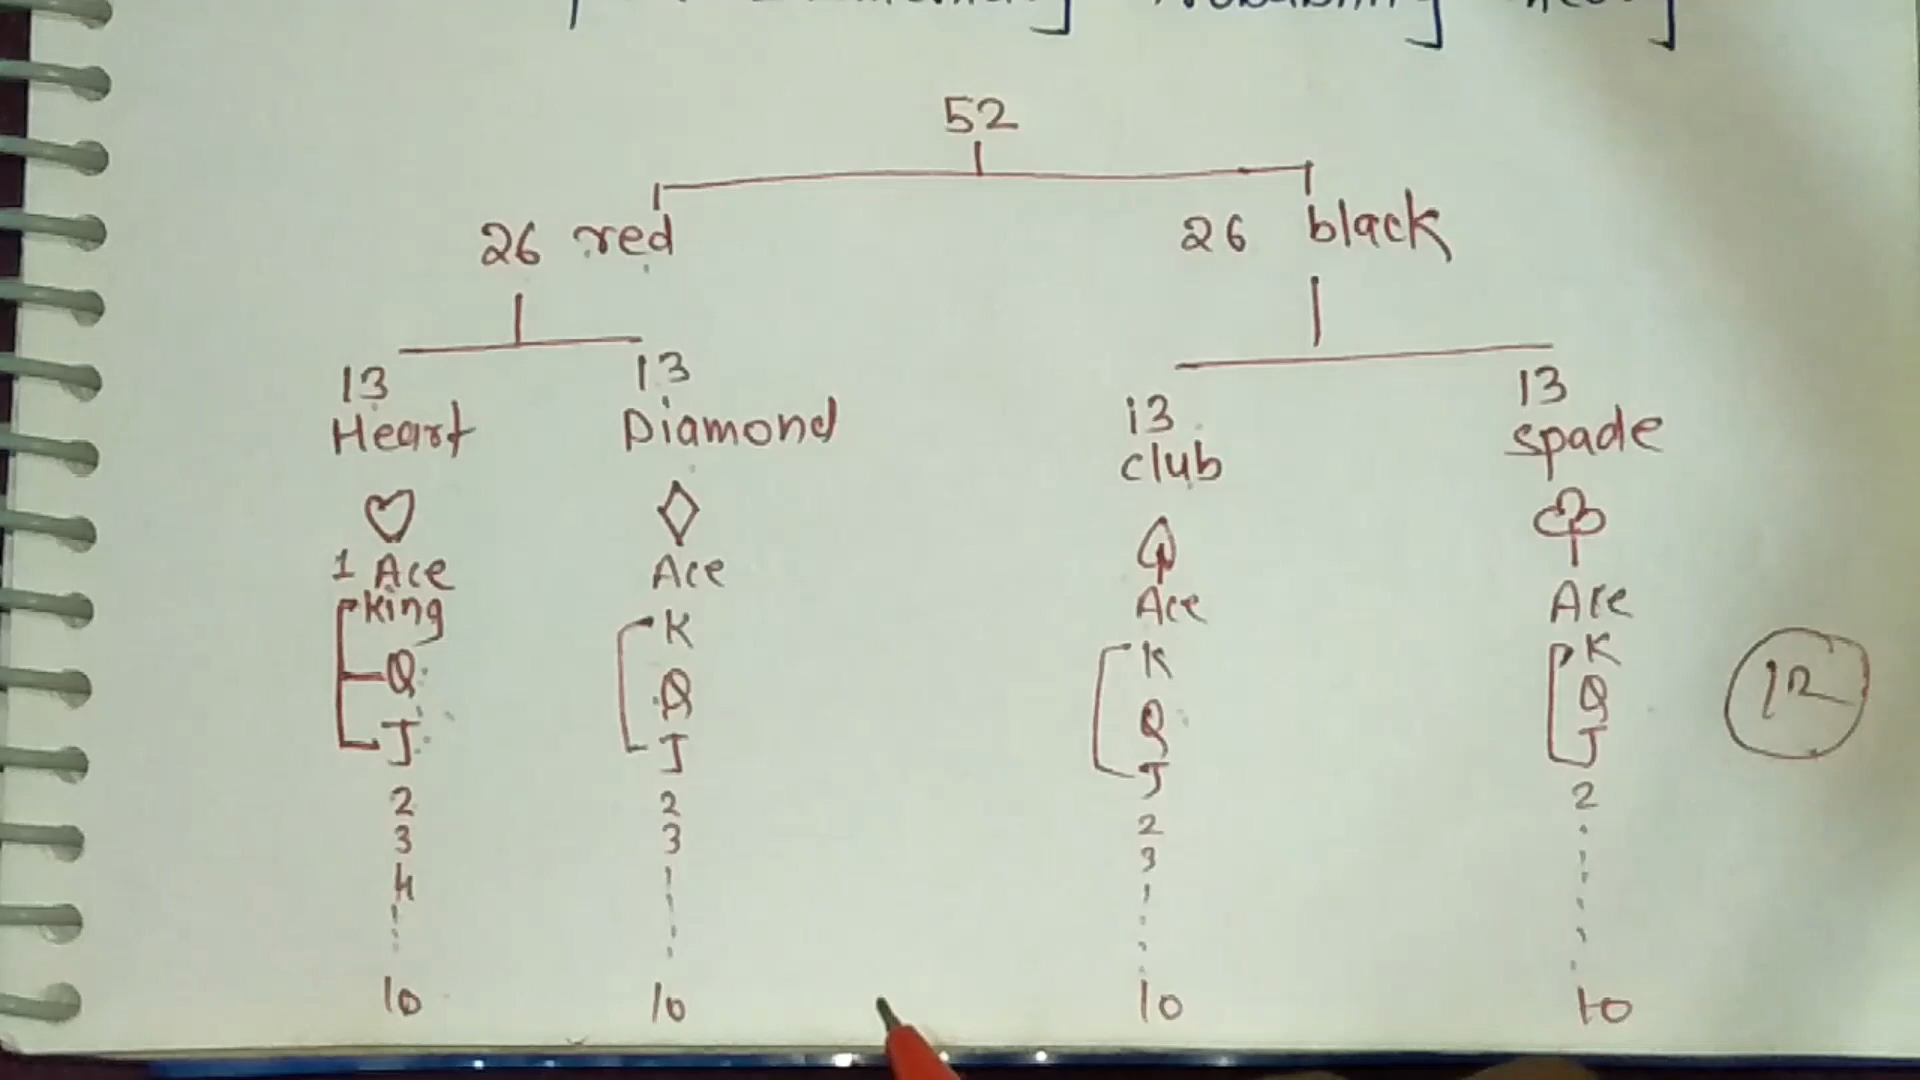 Probability
52
26 red
26 black
13 Heart
13 Diamond
13 club
13 spade
1 Ace
King
Q
J
2
3
4
10
Ace
K
Q
J
2
3
10
Ace
K
Q
J
2
3
10
Ace
K
Q
J
2
10
12